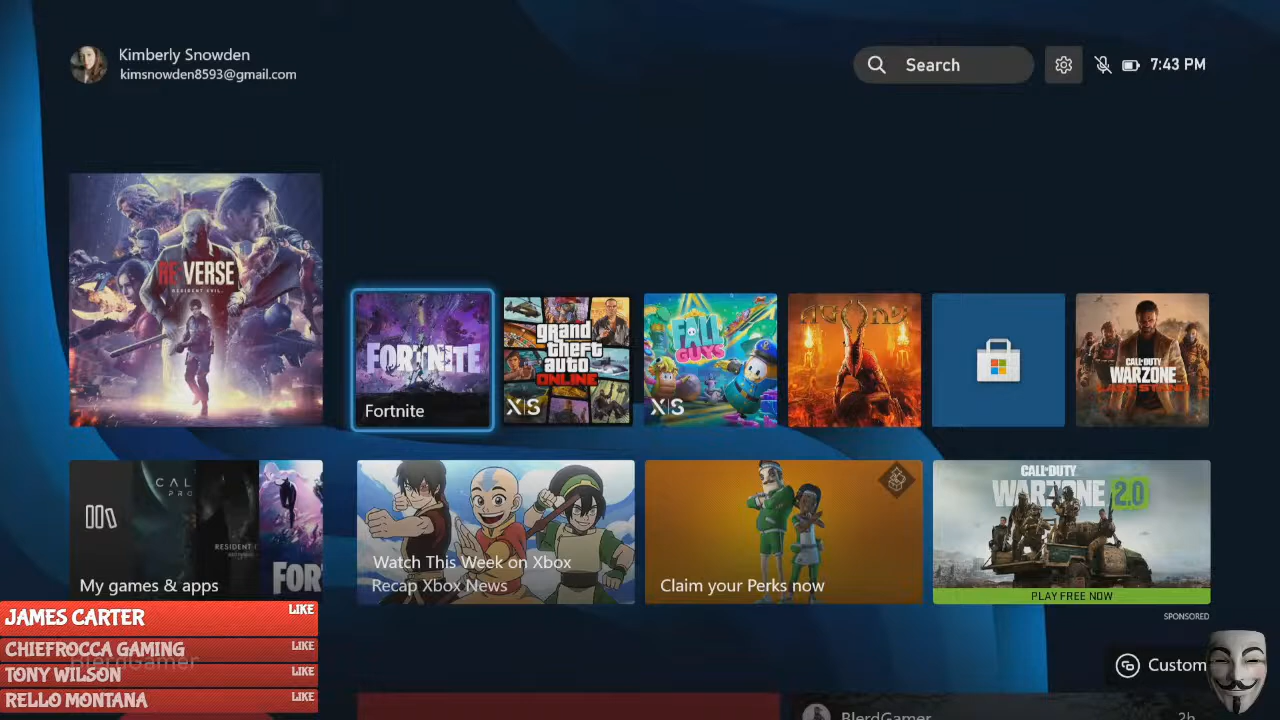 Kimberly Snowden
kimsnowden8593@gmail.com
Search
7:43 PM
RE:VERSE
RESIDENT EVIL
FORTNITE
Fortnite
grand
theft
auto
ONLINE
X|S
FALL
GUYS
X|S
AGONY
CALL OF DUTY
WARZONE
CAL
PRO
RESIDENT
FOR
My games & apps
Watch This Week on Xbox
Recap Xbox News
Claim your Perks now
CALL OF DUTY
WARZONE 2.0
PLAY FREE NOW
SPONSORED
JAMES CARTER LIKE
CHIEFROCCA GAMING LIKE
BlerdGamer
TONY WILSON LIKE
RELLO MONTANA LIKE
Custom
BlerdGamer 2h